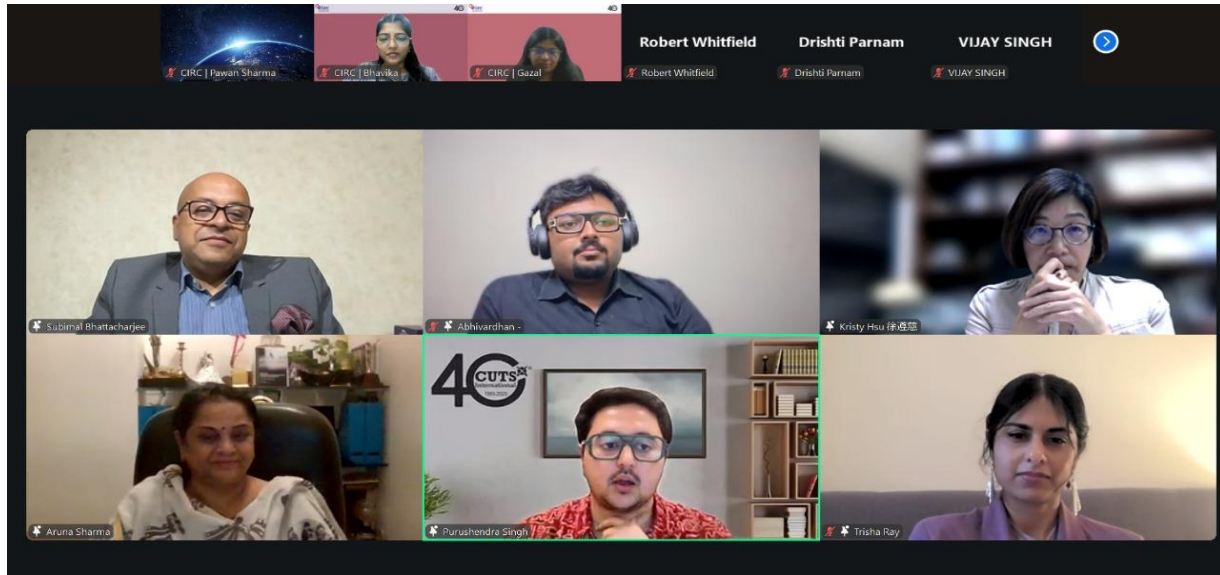 40
40
Robert Whitfield
Drishti Parnam
VIJAY SINGH
CIRC | Pawan Sharma
CIRC | Bhavika
CIRC | Gazal
Robert Whitfield
Drishti Parnam
VIJAY SINGH
Subimal Bhattacharjee
Abhivardhan -
Kristy Hsu 徐遵慈
40
CUTS
International
Aruna Sharma
Purushendra Singh
Trisha Ray